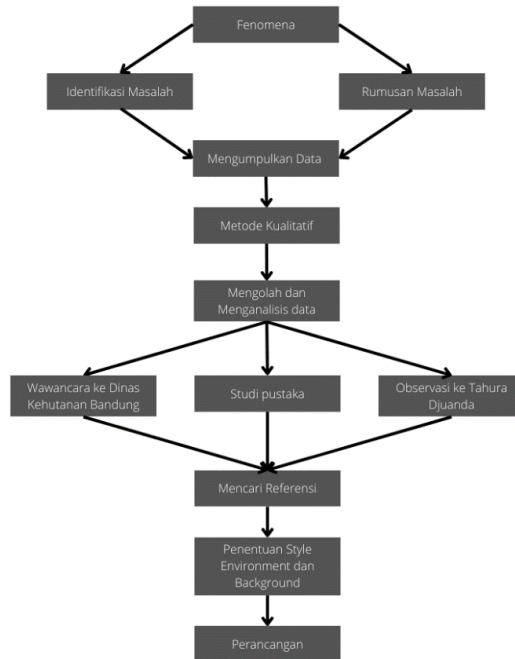 Fenomena
Identifikasi Masalah
Rumusan Masalah
Mengumpulkan Data
Metode Kualitatif
Mengolah dan
Menganalisis data
Wawancara ke Dinas
Kehutanan Bandung
Studi pustaka
Observasi ke Tahura
Djuanda
Mencari Referensi
Penentuan Style
Environment dan
Background
Perancangan